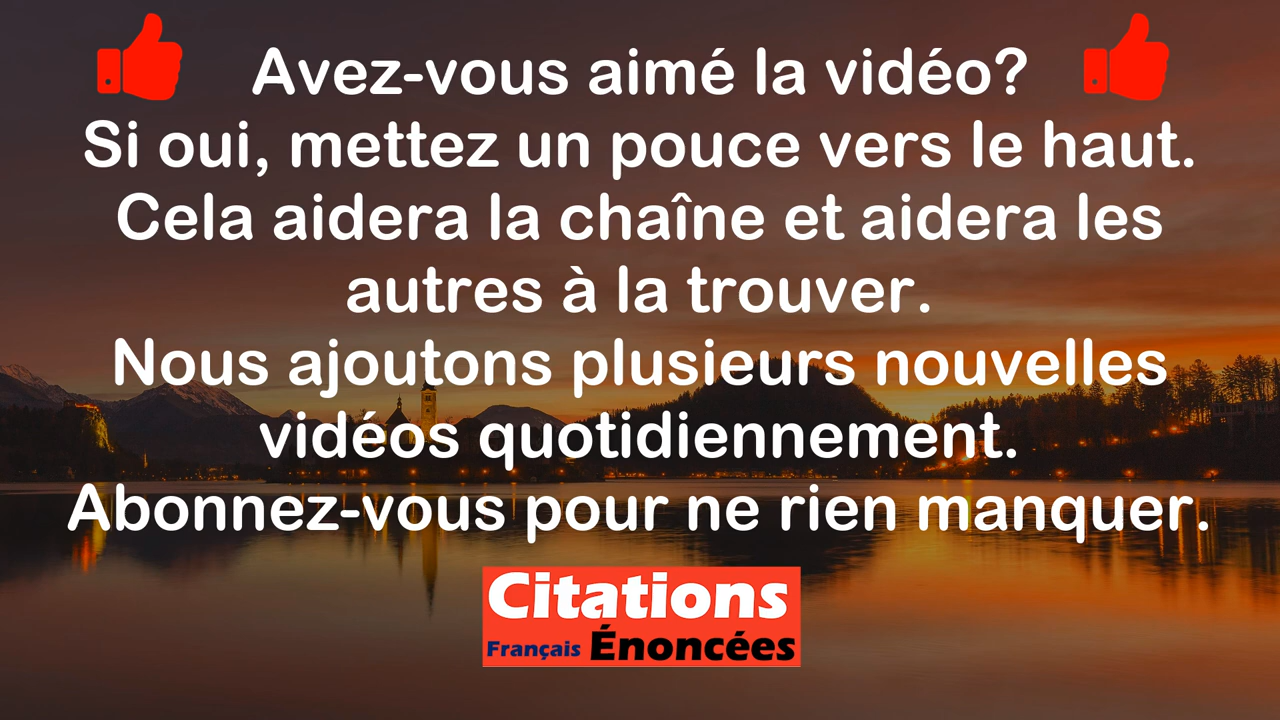 Avez-vous aimé la vidéo?
Si oui, mettez un pouce vers le haut.
Cela aidera la chaîne et aidera les
autres à la trouver.
Nous ajoutons plusieurs nouvelles
vidéos quotidiennement.
Abonnez-vous pour ne rien manquer.
Citations
Français Énoncées